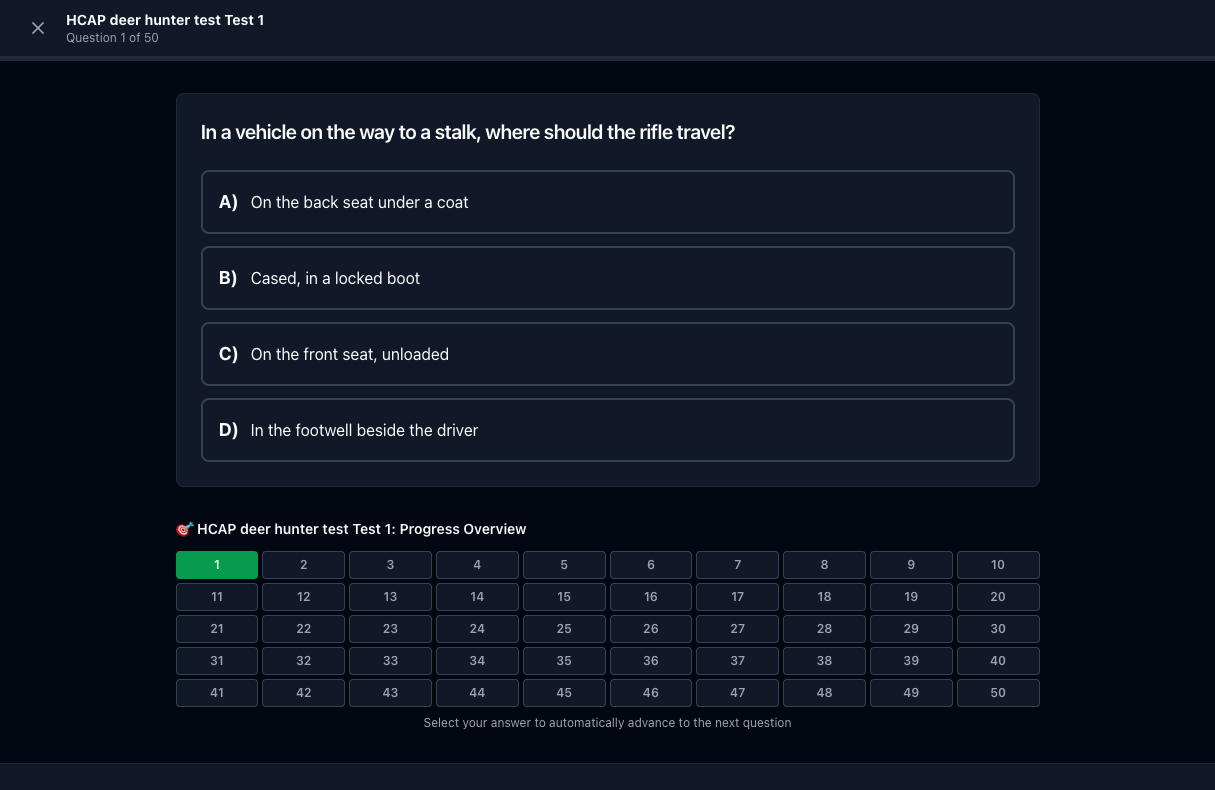 HCAP deer hunter test Test 1
Question 1 of 50
In a vehicle on the way to a stalk, where should the rifle travel?
A) On the back seat under a coat
B) Cased, in a locked boot
C) On the front seat, unloaded
D) In the footwell beside the driver
🎯 HCAP deer hunter test Test 1: Progress Overview
1 2 3 4 5 6 7 8 9 10
11 12 13 14 15 16 17 18 19 20
21 22 23 24 25 26 27 28 29 30
31 32 33 34 35 36 37 38 39 40
41 42 43 44 45 46 47 48 49 50
Select your answer to automatically advance to the next question